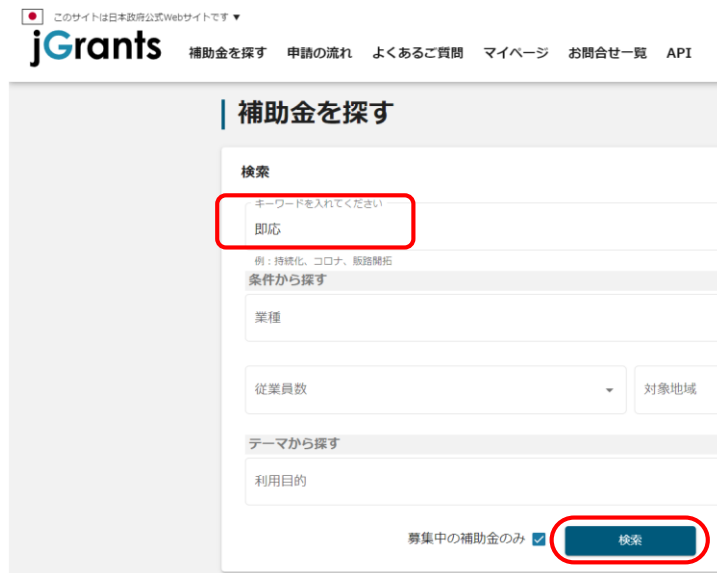 このサイトは日本政府公式Webサイトです ▼
jGrants 補助金を探す 申請の流れ よくあるご質問 マイページ お問合せ一覧 API
補助金を探す
検索
キーワードを入れてください
即応
例：持続化、コロナ、販路開拓
条件から探す
業種
従業員数 対象地域
テーマから探す
利用目的
募集中の補助金のみ 検索